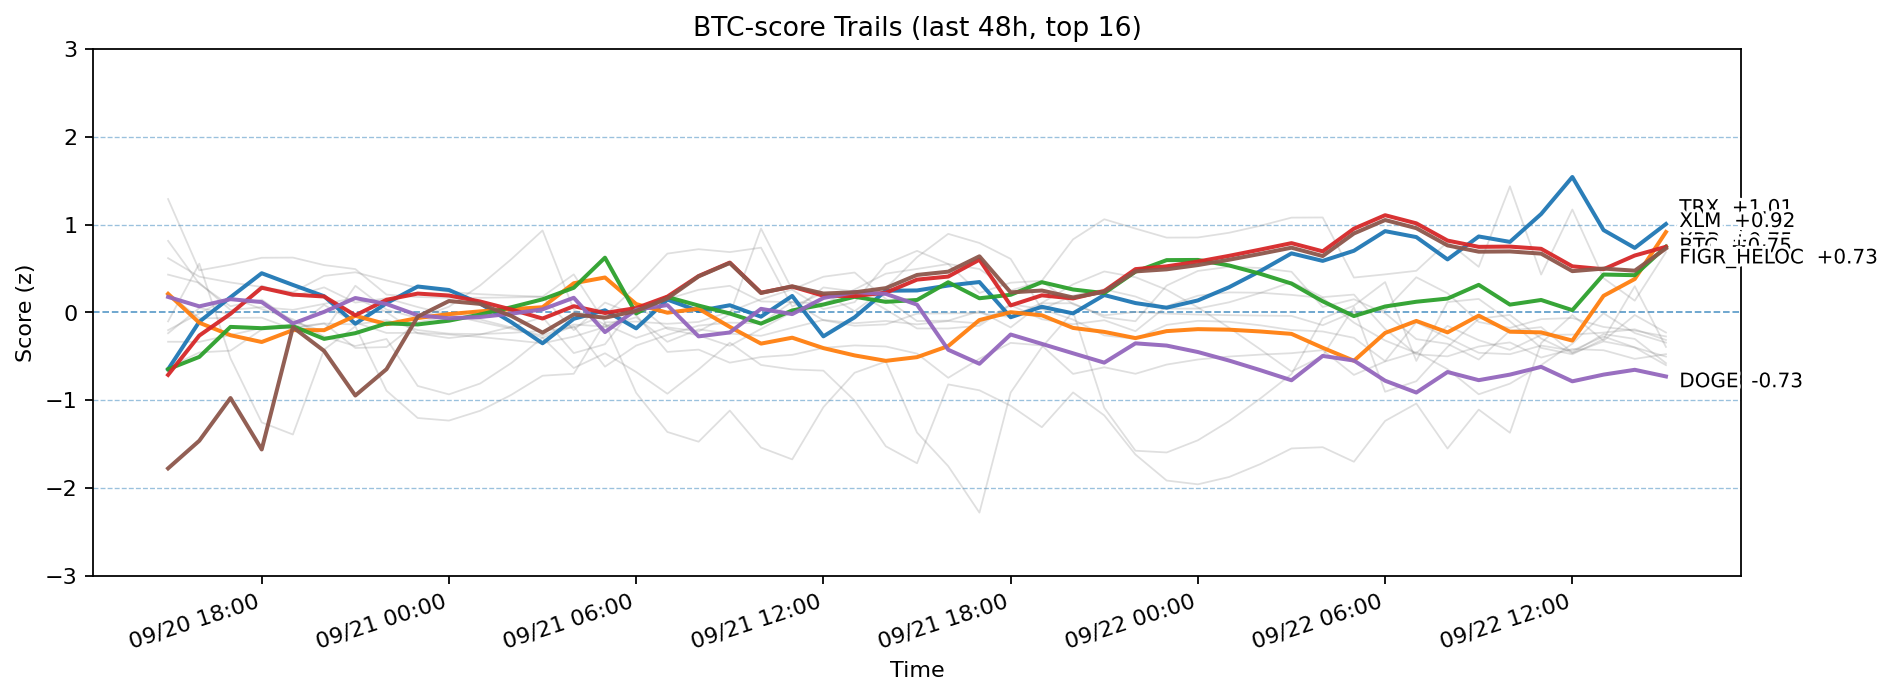 BTC-score Trails (last 48h, top 16)
Score (z)
3
2
1
0
−1
−2
−3
TRX +1.01
XLM +0.92
BTC +0.75
FIGR_HELOC +0.73
DOGE -0.73
09/20 18:00
09/21 00:00
09/21 06:00
09/21 12:00
09/21 18:00
09/22 00:00
09/22 06:00
09/22 12:00
Time